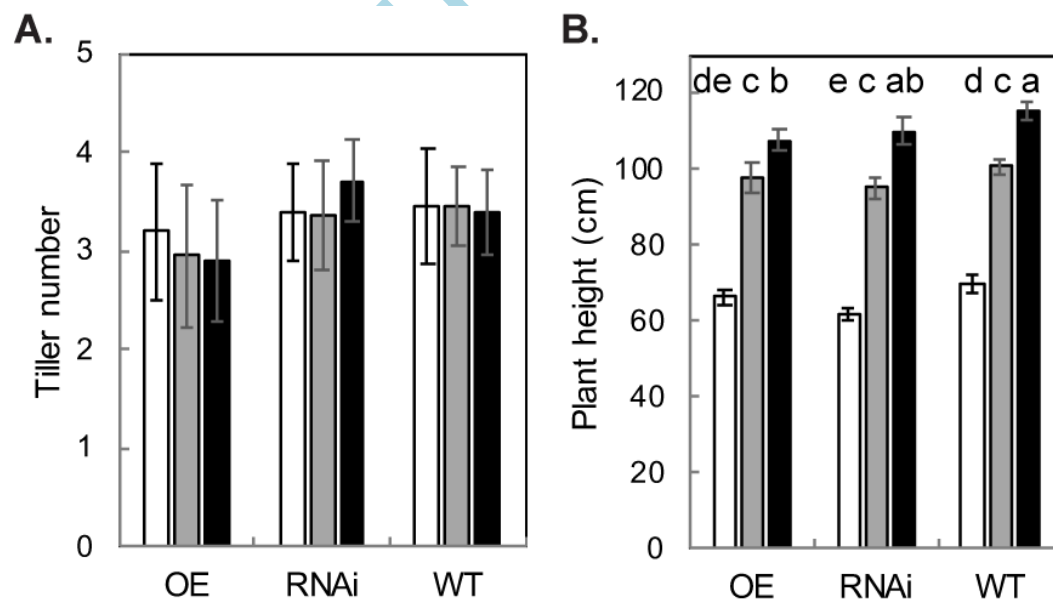 A.
Tiller number
5
4
3
2
1
0
OE RNAi WT
B.
Plant height (cm)
120
100
80
60
40
20
0
de c b e c ab d c a
OE RNAi WT